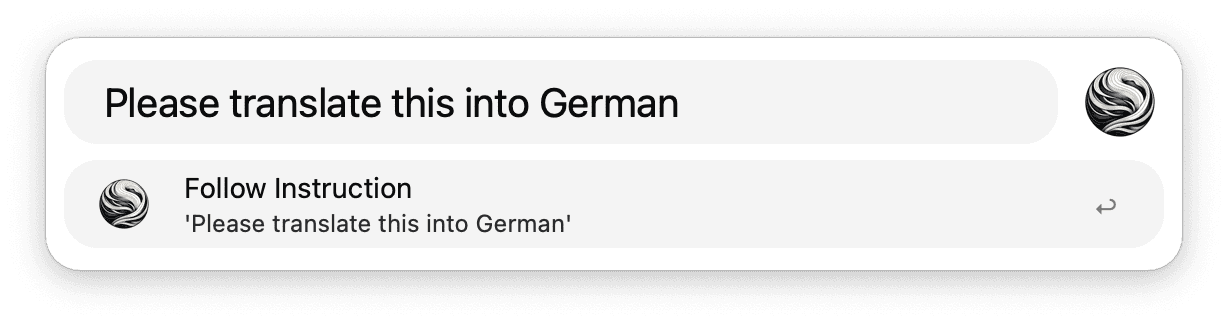 Please translate this into German
Follow Instruction
'Please translate this into German'